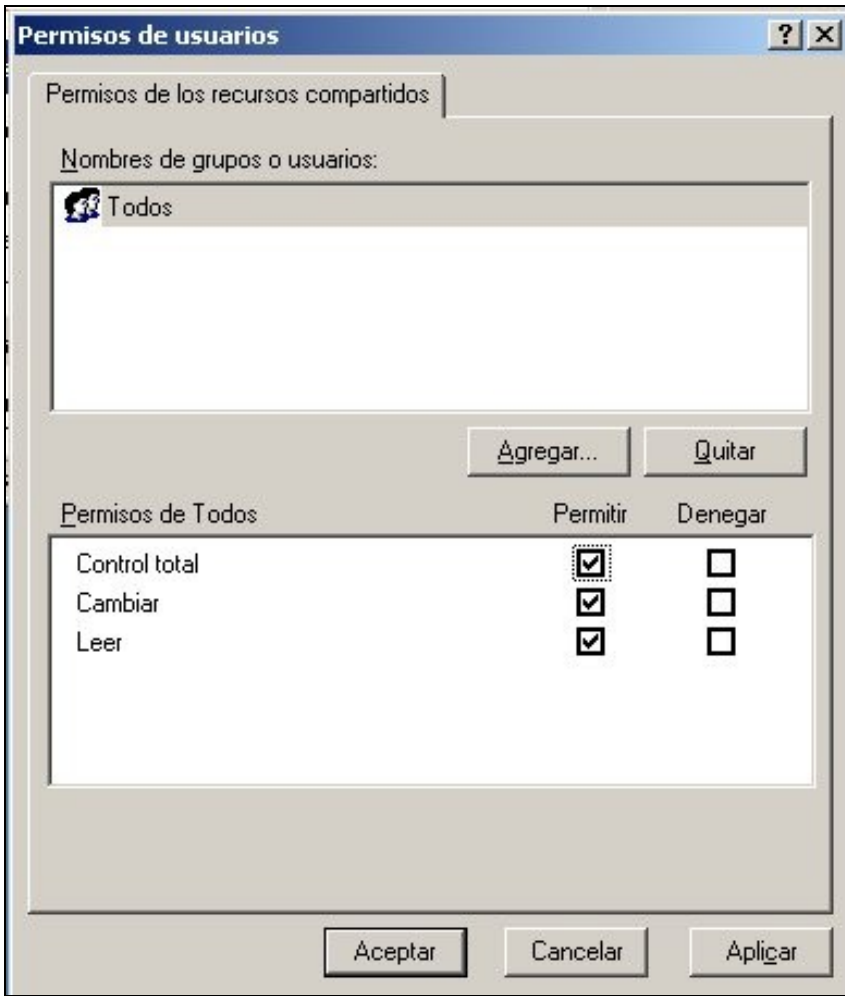 Permisos de usuarios
Permisos de los recursos compartidos
Nombres de grupos o usuarios:
Todos
Agregar... Quitar
Permisos de Todos Permitir Denegar
Control total
Cambiar
Leer
Aceptar Cancelar Aplicar